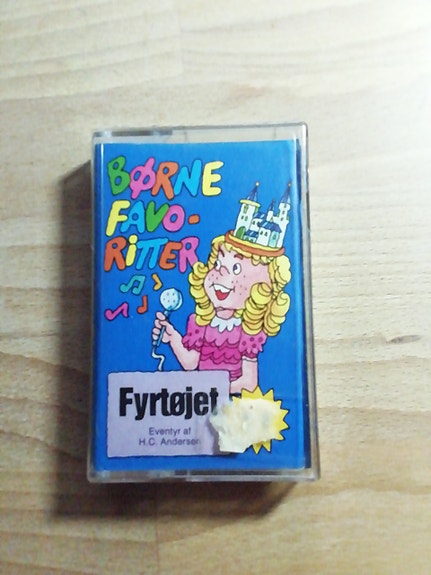 BØRNE
FAVO-
RITTER
Fyrtøjet
Eventyr af
H.C. Andersen